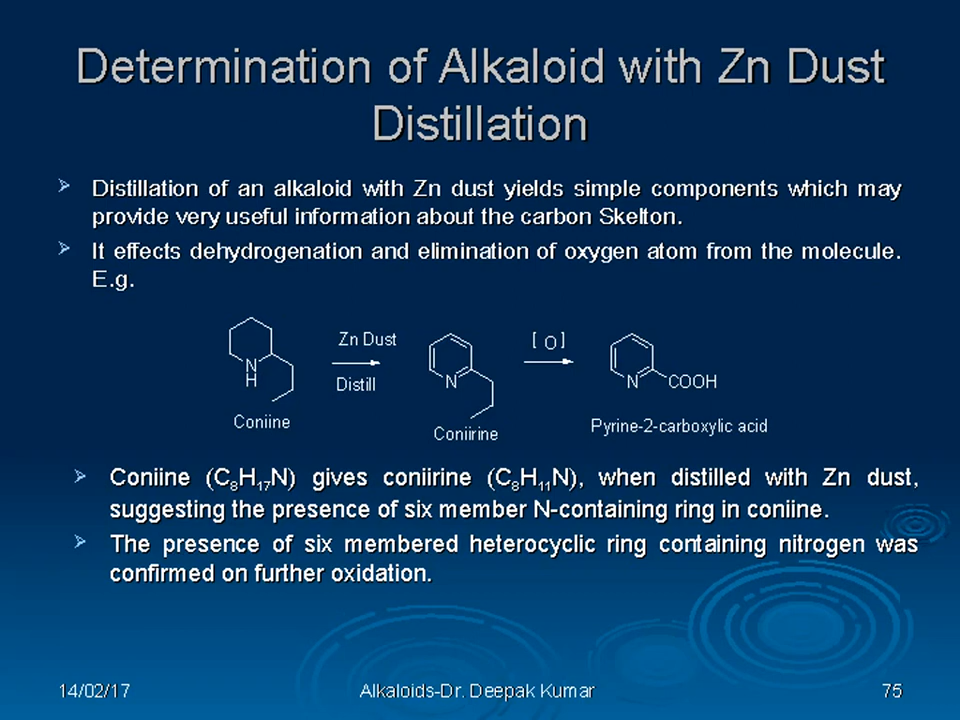 Determination of Alkaloid with Zn Dust
Distillation
Distillation of an alkaloid with Zn dust yields simple components which may
provide very useful information about the carbon Skelton.
It effects dehydrogenation and elimination of oxygen atom from the molecule.
E.g.
Zn Dust
Distill
[ O ]
N
H
N
N
COOH
Coniine
Coniirine
Pyrine-2-carboxylic acid
Coniine (C8H17N) gives coniirine (C8H11N), when distilled with Zn dust,
suggesting the presence of six member N-containing ring in coniine.
The presence of six membered heterocyclic ring containing nitrogen was
confirmed on further oxidation.
14/02/17
Alkaloids-Dr. Deepak Kumar
75